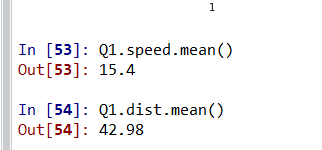 1
In [53]: Q1.speed.mean()
Out[53]: 15.4
In [54]: Q1.dist.mean()
Out[54]: 42.98